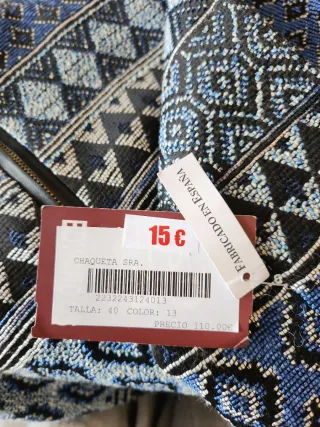 15 €
FABRICADO EN ESPAÑA
CHAQUETA SRA.
2232243124013
TALLA: 40 COLOR: 13
PRECIO 110.00€